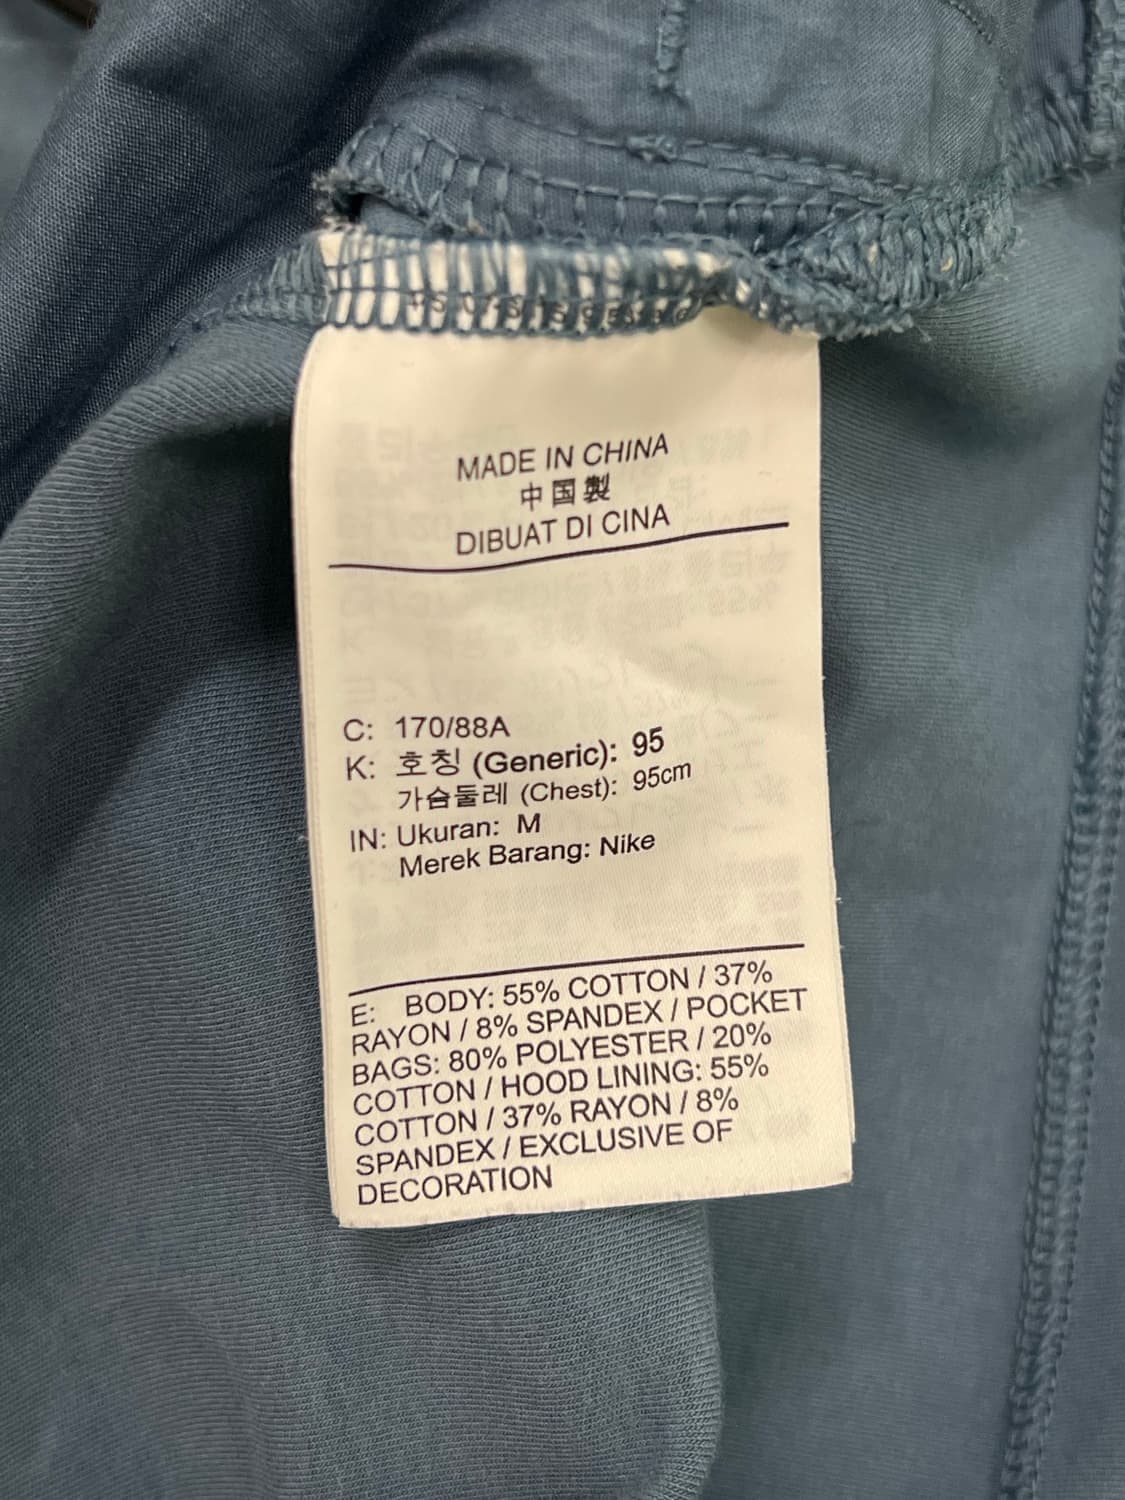 MADE IN CHINA
中国製
DIBUAT DI CINA
C: 170/88A
K: 호칭 (Generic): 95
가슴둘레 (Chest): 95cm
IN: Ukuran: M
Merek Barang: Nike
E: BODY: 55% COTTON / 37%
RAYON / 8% SPANDEX / POCKET
BAGS: 80% POLYESTER / 20%
COTTON / HOOD LINING: 55%
COTTON / 37% RAYON / 8%
SPANDEX / EXCLUSIVE OF
DECORATION